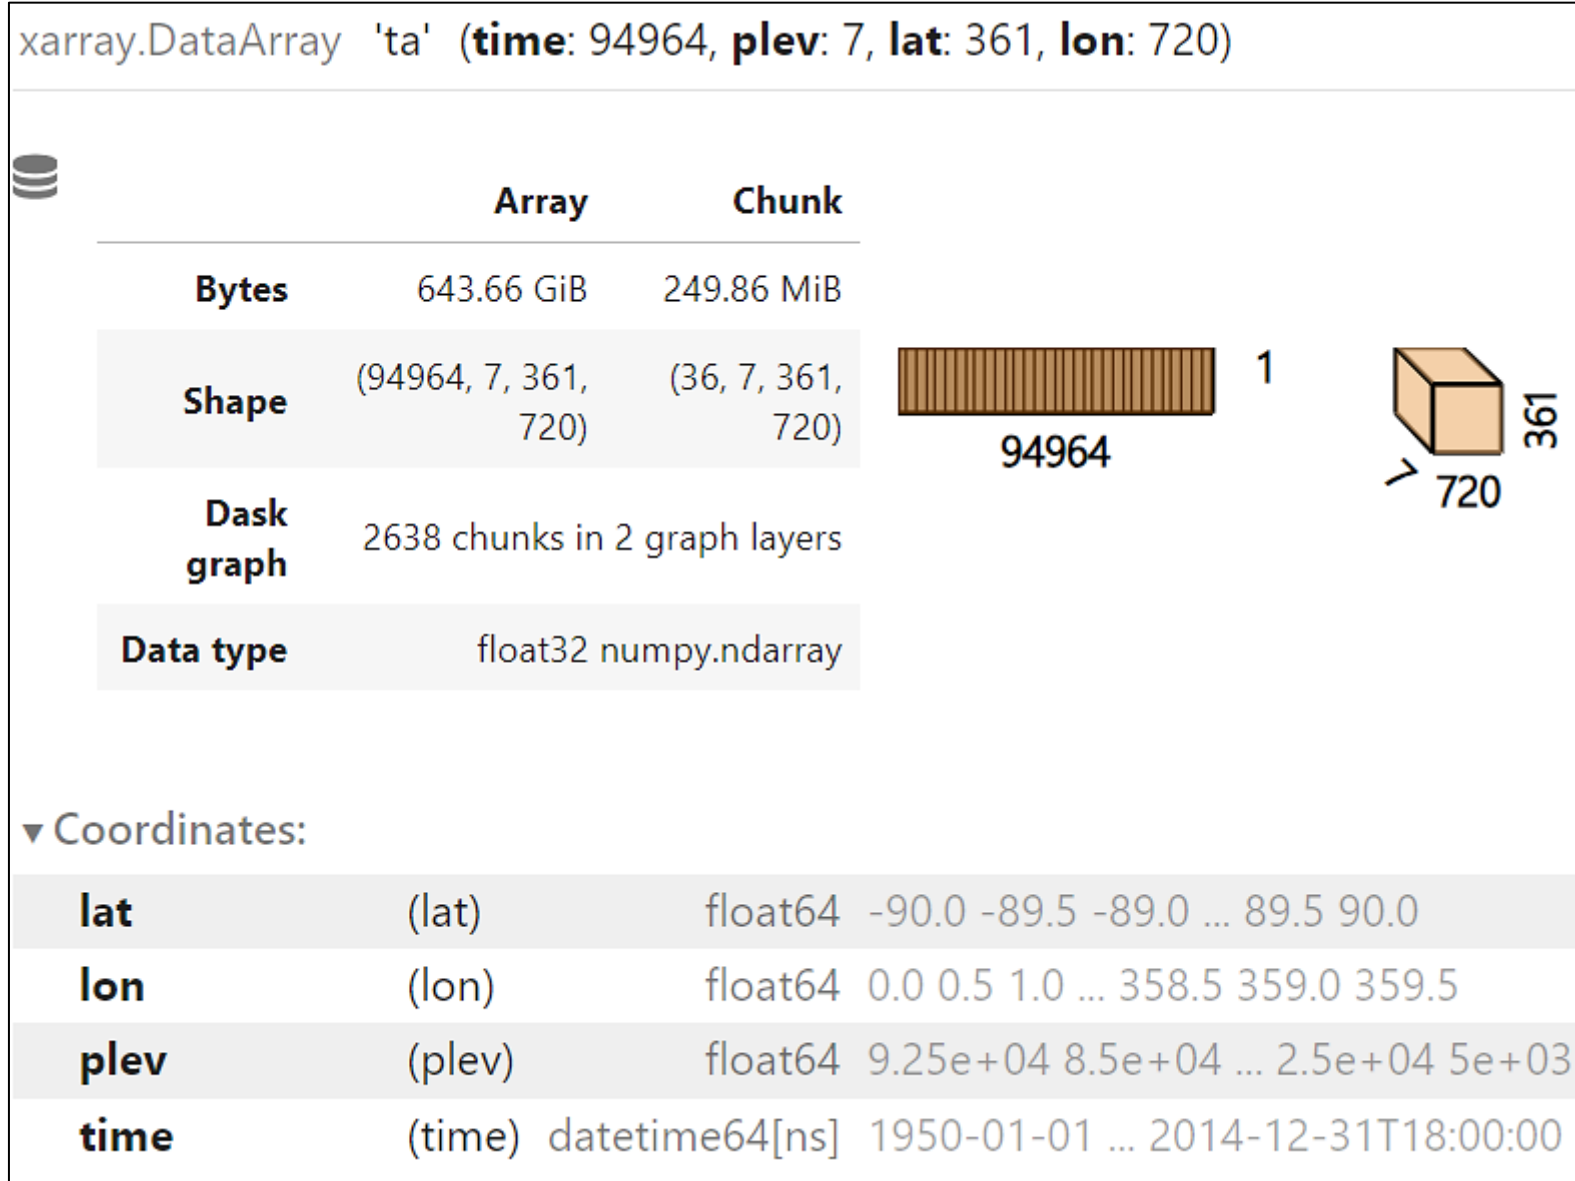 xarray.DataArray 'ta' (time: 94964, plev: 7, lat: 361, lon: 720)
Array Chunk
Bytes 643.66 GiB 249.86 MiB
Shape (94964, 7, 361, 720) (36, 7, 361, 720)
Dask graph 2638 chunks in 2 graph layers
Data type float32 numpy.ndarray
1
94964
7
720
361
▾ Coordinates:
lat (lat) float64 -90.0 -89.5 -89.0 ... 89.5 90.0
lon (lon) float64 0.0 0.5 1.0 ... 358.5 359.0 359.5
plev (plev) float64 9.25e+04 8.5e+04 ... 2.5e+04 5e+03
time (time) datetime64[ns] 1950-01-01 ... 2014-12-31T18:00:00